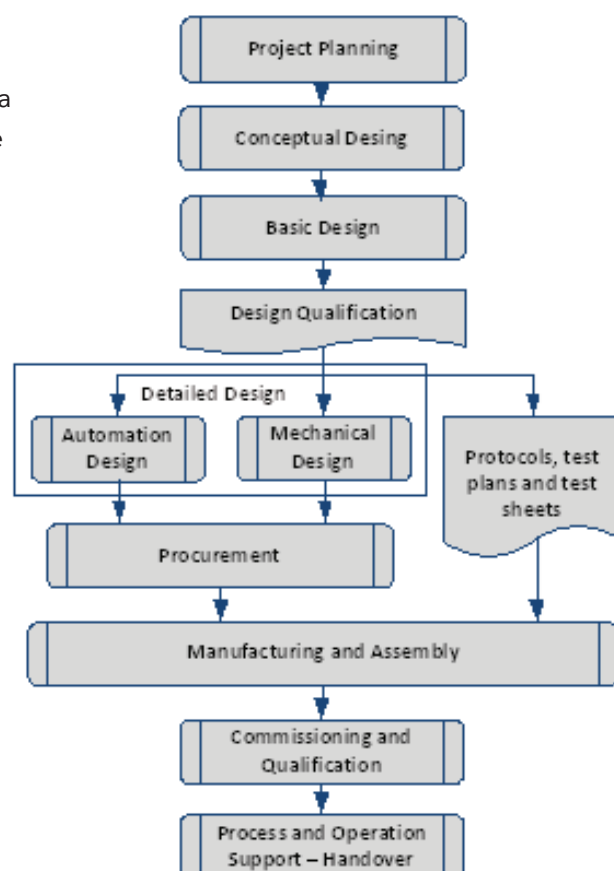 a
e
Project Planning
Conceptual Desing
Basic Design
Design Qualification
Detailed Design
Automation
Design
Mechanical
Design
Protocols, test
plans and test
sheets
Procurement
Manufacturing and Assembly
Commissioning and
Qualification
Process and Operation
Support – Handover